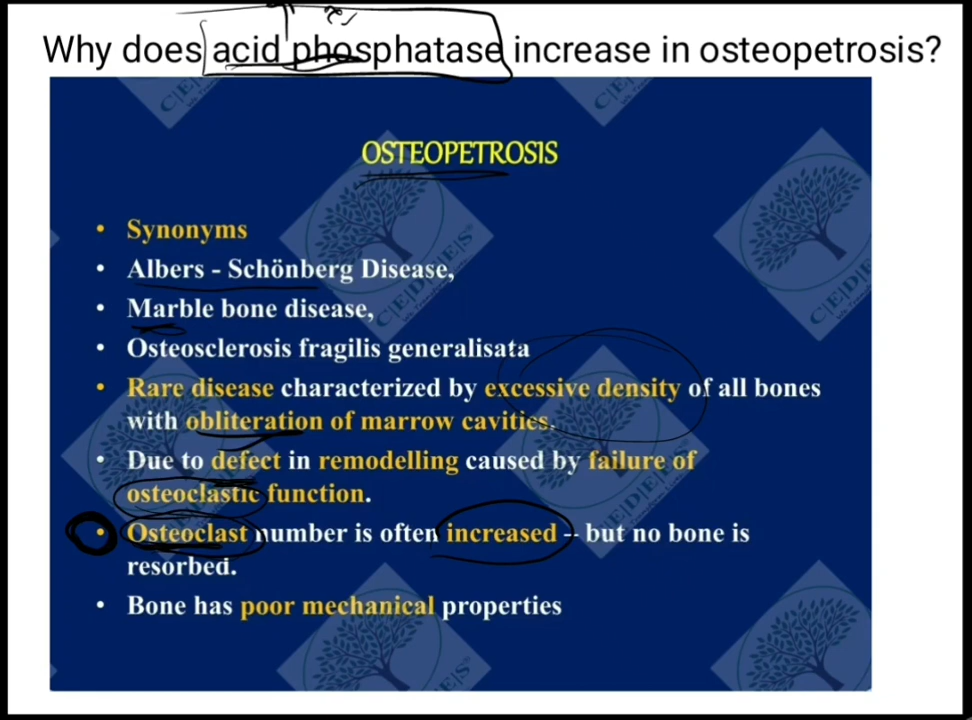 Why does acid phosphatase increase in osteopetrosis?
OSTEOPETROSIS
• Synonyms
• Albers - Schönberg Disease,
• Marble bone disease,
• Osteosclerosis fragilis generalisata
• Rare disease characterized by excessive density of all bones
with obliteration of marrow cavities.
• Due to defect in remodelling caused by failure of
osteoclastic function.
• Osteoclast number is often increased -- but no bone is
resorbed.
• Bone has poor mechanical properties